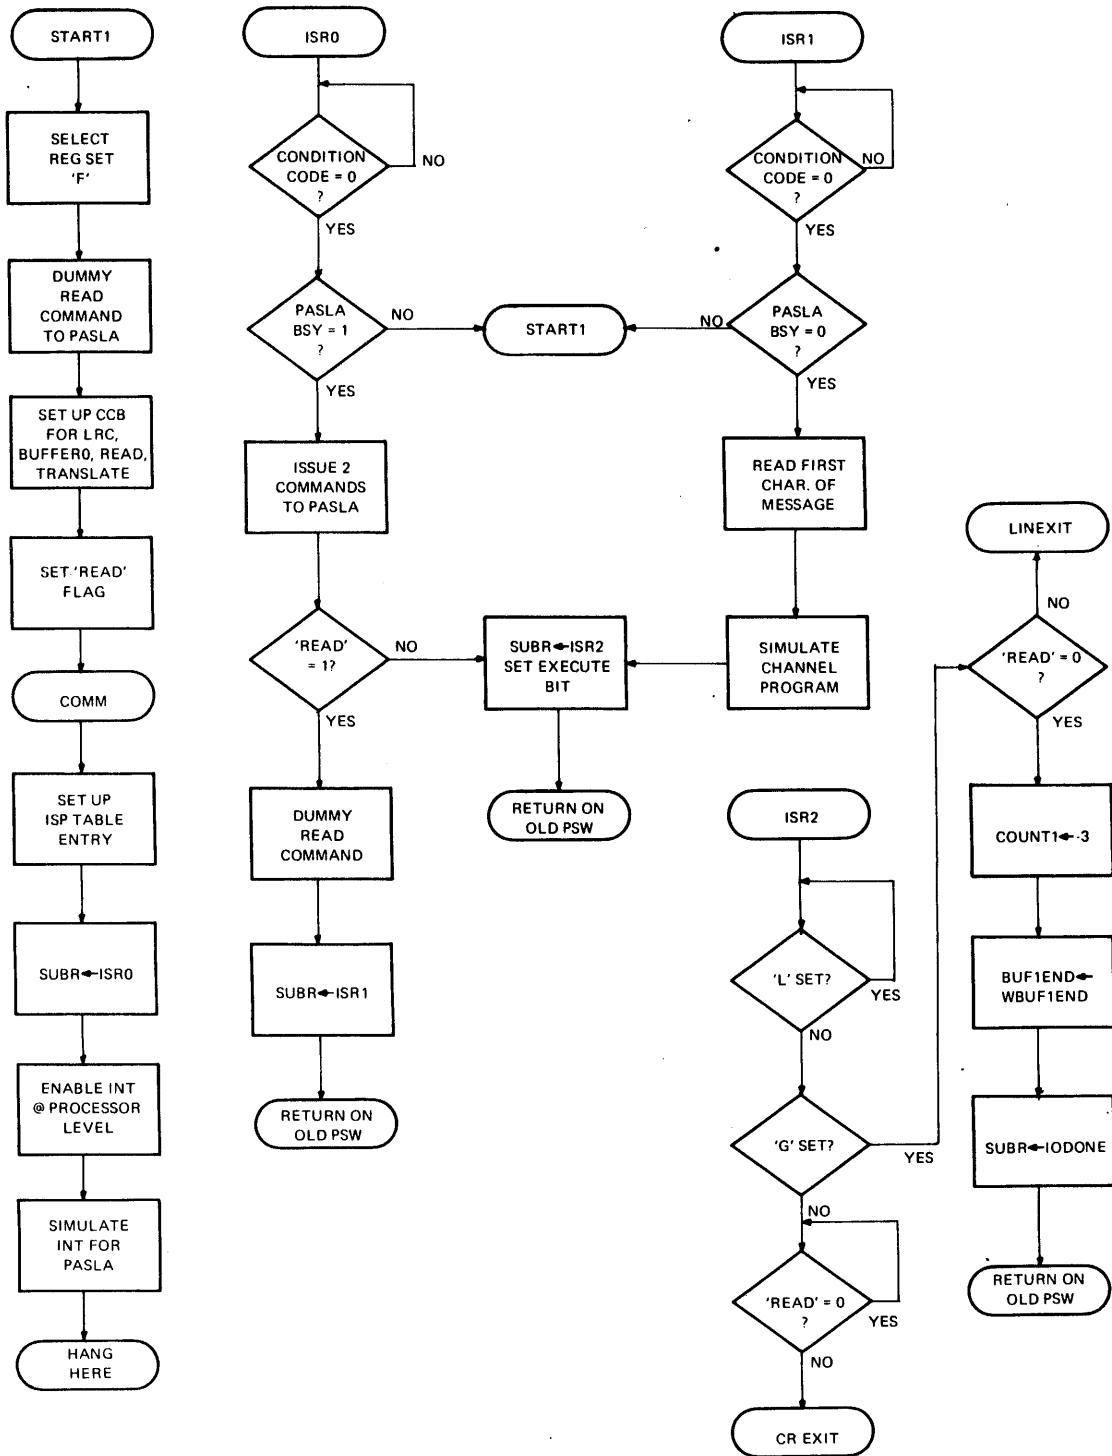 START1
SELECT
REG SET
'F'
DUMMY
READ
COMMAND
TO PASLA
SET UP CCB
FOR LRC,
BUFFER0, READ,
TRANSLATE
SET 'READ'
FLAG
COMM
SET UP
ISP TABLE
ENTRY
SUBR←ISR0
ENABLE INT
@ PROCESSOR
LEVEL
SIMULATE
INT FOR
PASLA
HANG
HERE
ISR0
CONDITION
CODE = 0
?
NO
YES
PASLA
BSY = 1
?
NO
YES
ISSUE 2
COMMANDS
TO PASLA
'READ'
= 1?
NO
YES
DUMMY
READ
COMMAND
SUBR←ISR1
RETURN ON
OLD PSW
START1
SUBR←ISR2
SET EXECUTE
BIT
RETURN ON
OLD PSW
ISR1
CONDITION
CODE = 0
?
NO
YES
PASLA
BSY = 0
?
NO
YES
READ FIRST
CHAR. OF
MESSAGE
SIMULATE
CHANNEL
PROGRAM
ISR2
'L' SET?
YES
NO
'G' SET?
YES
NO
'READ' = 0
?
YES
NO
CR EXIT
LINEXIT
NO
'READ' = 0
?
YES
COUNT1←-3
BUF1END←
WBUF1END
SUBR←IODONE
RETURN ON
OLD PSW